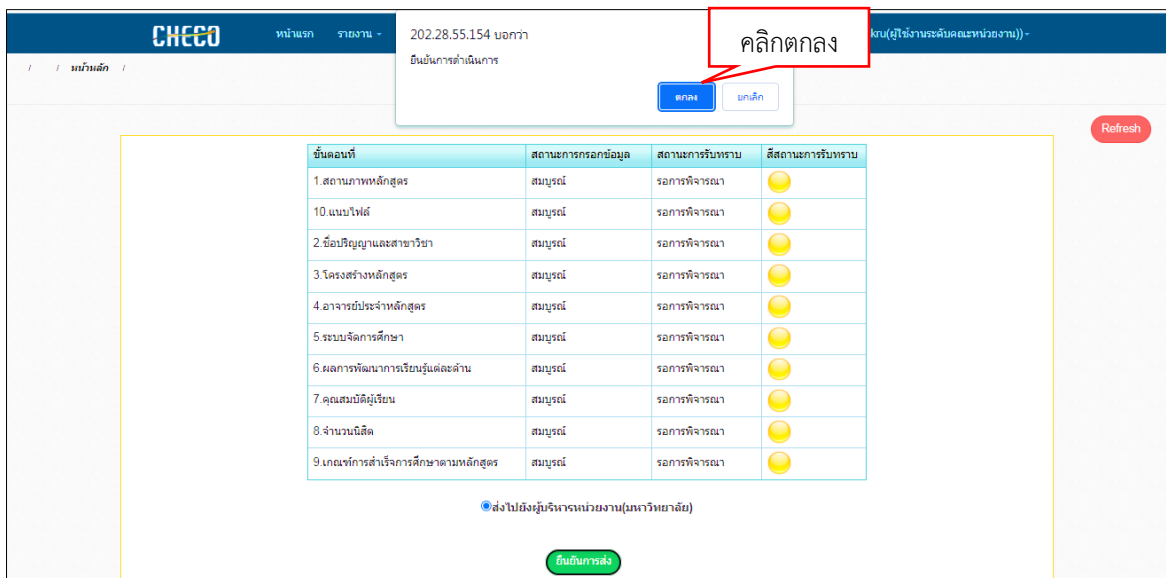 CHECO
หน้าแรก รายงาน
kru(ผู้ใช้งานระดับคณะหน่วยงาน))
202.28.55.154 บอกว่า
ยืนยันการดำเนินการ
ตกลง ยกเลิก
คลิกตกลง
/ / หน้าหลัก /
Refresh
ขั้นตอนที่ สถานะการกรอกข้อมูล สถานะการรับทราบ สีสถานะการรับทราบ
1.สถานภาพหลักสูตร สมบูรณ์ รอการพิจารณา
10.แนบไฟล์ สมบูรณ์ รอการพิจารณา
2.ชื่อปริญญาและสาขาวิชา สมบูรณ์ รอการพิจารณา
3.โครงสร้างหลักสูตร สมบูรณ์ รอการพิจารณา
4.อาจารย์ประจำหลักสูตร สมบูรณ์ รอการพิจารณา
5.ระบบจัดการศึกษา สมบูรณ์ รอการพิจารณา
6.ผลการพัฒนาการเรียนรู้แต่ละด้าน สมบูรณ์ รอการพิจารณา
7.คุณสมบัติผู้เรียน สมบูรณ์ รอการพิจารณา
8.จำนวนนิสิต สมบูรณ์ รอการพิจารณา
9.เกณฑ์การสำเร็จการศึกษาตามหลักสูตร สมบูรณ์ รอการพิจารณา
ส่งไปยังผู้บริหารหน่วยงาน(มหาวิทยาลัย)
ยืนยันการส่ง